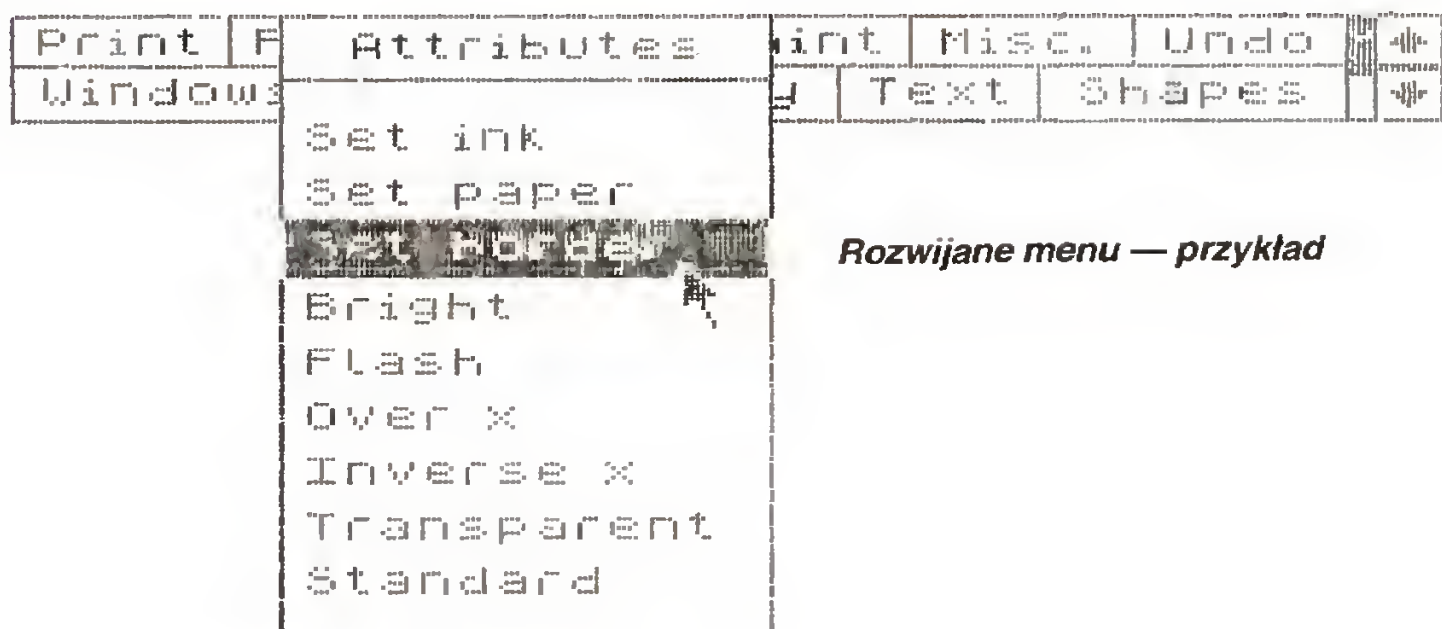 Print Attributes Misc. Undo
Windows Text Shapes
Set ink
Set paper
Rozwijane menu — przykład
Bright
Flash
Over x
Inverse x
Transparent
Standard